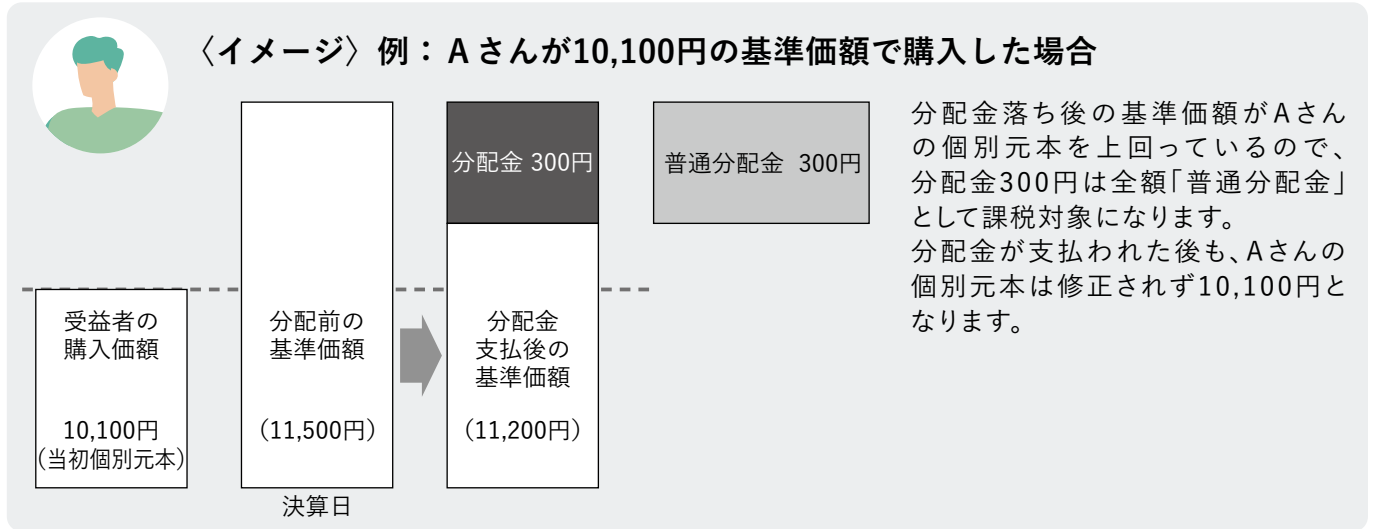 〈イメージ〉例：Aさんが10,100円の基準価額で購入した場合
受益者の
購入価額
10,100円
（当初個別元本）
分配前の
基準価額
（11,500円）
決算日
分配金 300円
分配金
支払後の
基準価額
（11,200円）
普通分配金 300円
分配金落ち後の基準価額がAさん
の個別元本を上回っているので、
分配金300円は全額「普通分配金」
として課税対象になります。
分配金が支払われた後も、Aさんの
個別元本は修正されず10,100円と
なります。